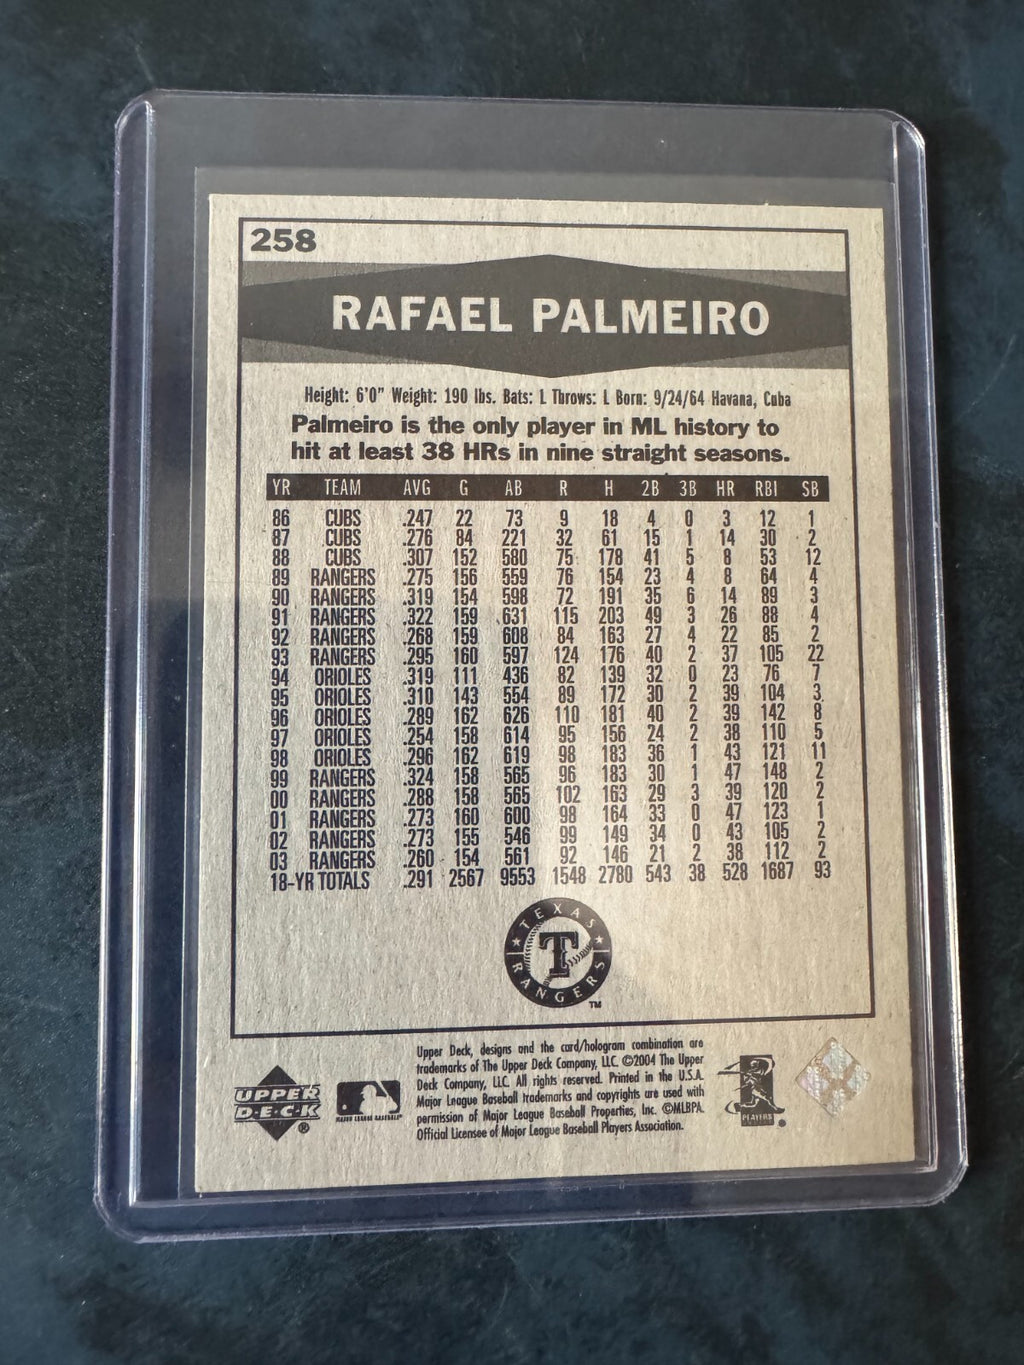 258
RAFAEL PALMEIRO
Height: 6'0" Weight: 190 lbs. Bats: L Throws: L Born: 9/24/64 Havana, Cuba
Palmeiro is the only player in ML history to
hit at least 38 HRs in nine straight seasons.
YR TEAM AVG G AB R H 2B 3B HR RBI SB
86 CUBS .247 22 73 9 18 4 0 3 12 1
87 CUBS .276 84 221 32 61 15 1 14 30 2
88 CUBS .307 152 580 75 178 41 5 8 53 12
89 RANGERS .275 156 559 76 154 23 4 8 64 4
90 RANGERS .319 154 598 72 191 35 6 14 89 3
91 RANGERS .322 159 631 115 203 49 3 26 88 4
92 RANGERS .268 159 608 84 163 27 4 22 85 2
93 RANGERS .295 160 597 124 176 40 2 37 105 22
94 ORIOLES .319 111 436 82 139 32 0 23 76 7
95 ORIOLES .310 143 554 89 172 30 2 39 104 3
96 ORIOLES .289 162 626 110 181 40 2 39 142 8
97 ORIOLES .254 158 614 95 156 24 2 38 110 5
98 ORIOLES .296 162 619 98 183 36 1 43 121 11
99 RANGERS .324 158 565 96 183 30 1 47 148 2
00 RANGERS .288 158 565 102 163 29 3 39 120 2
01 RANGERS .273 160 600 98 164 33 0 47 123 1
02 RANGERS .273 155 546 99 149 34 0 43 105 2
03 RANGERS .260 154 561 92 146 21 2 38 112 2
18-YR TOTALS .291 2567 9553 1548 2780 543 38 528 1687 93
TEXAS
T
RANGERS
TM
Upper Deck, designs and the card/hologram combination are
trademarks of The Upper Deck Company, LLC. ©2004 The Upper
Deck Company, LLC. All rights reserved. Printed in the U.S.A.
Major League Baseball trademarks and copyrights are used with
permission of Major League Baseball Properties, Inc. ©MLBPA.
Official Licensee of Major League Baseball Players Association.
UPPER
D·E·C·K
®
MAJOR LEAGUE BASEBALL
PLAYERS